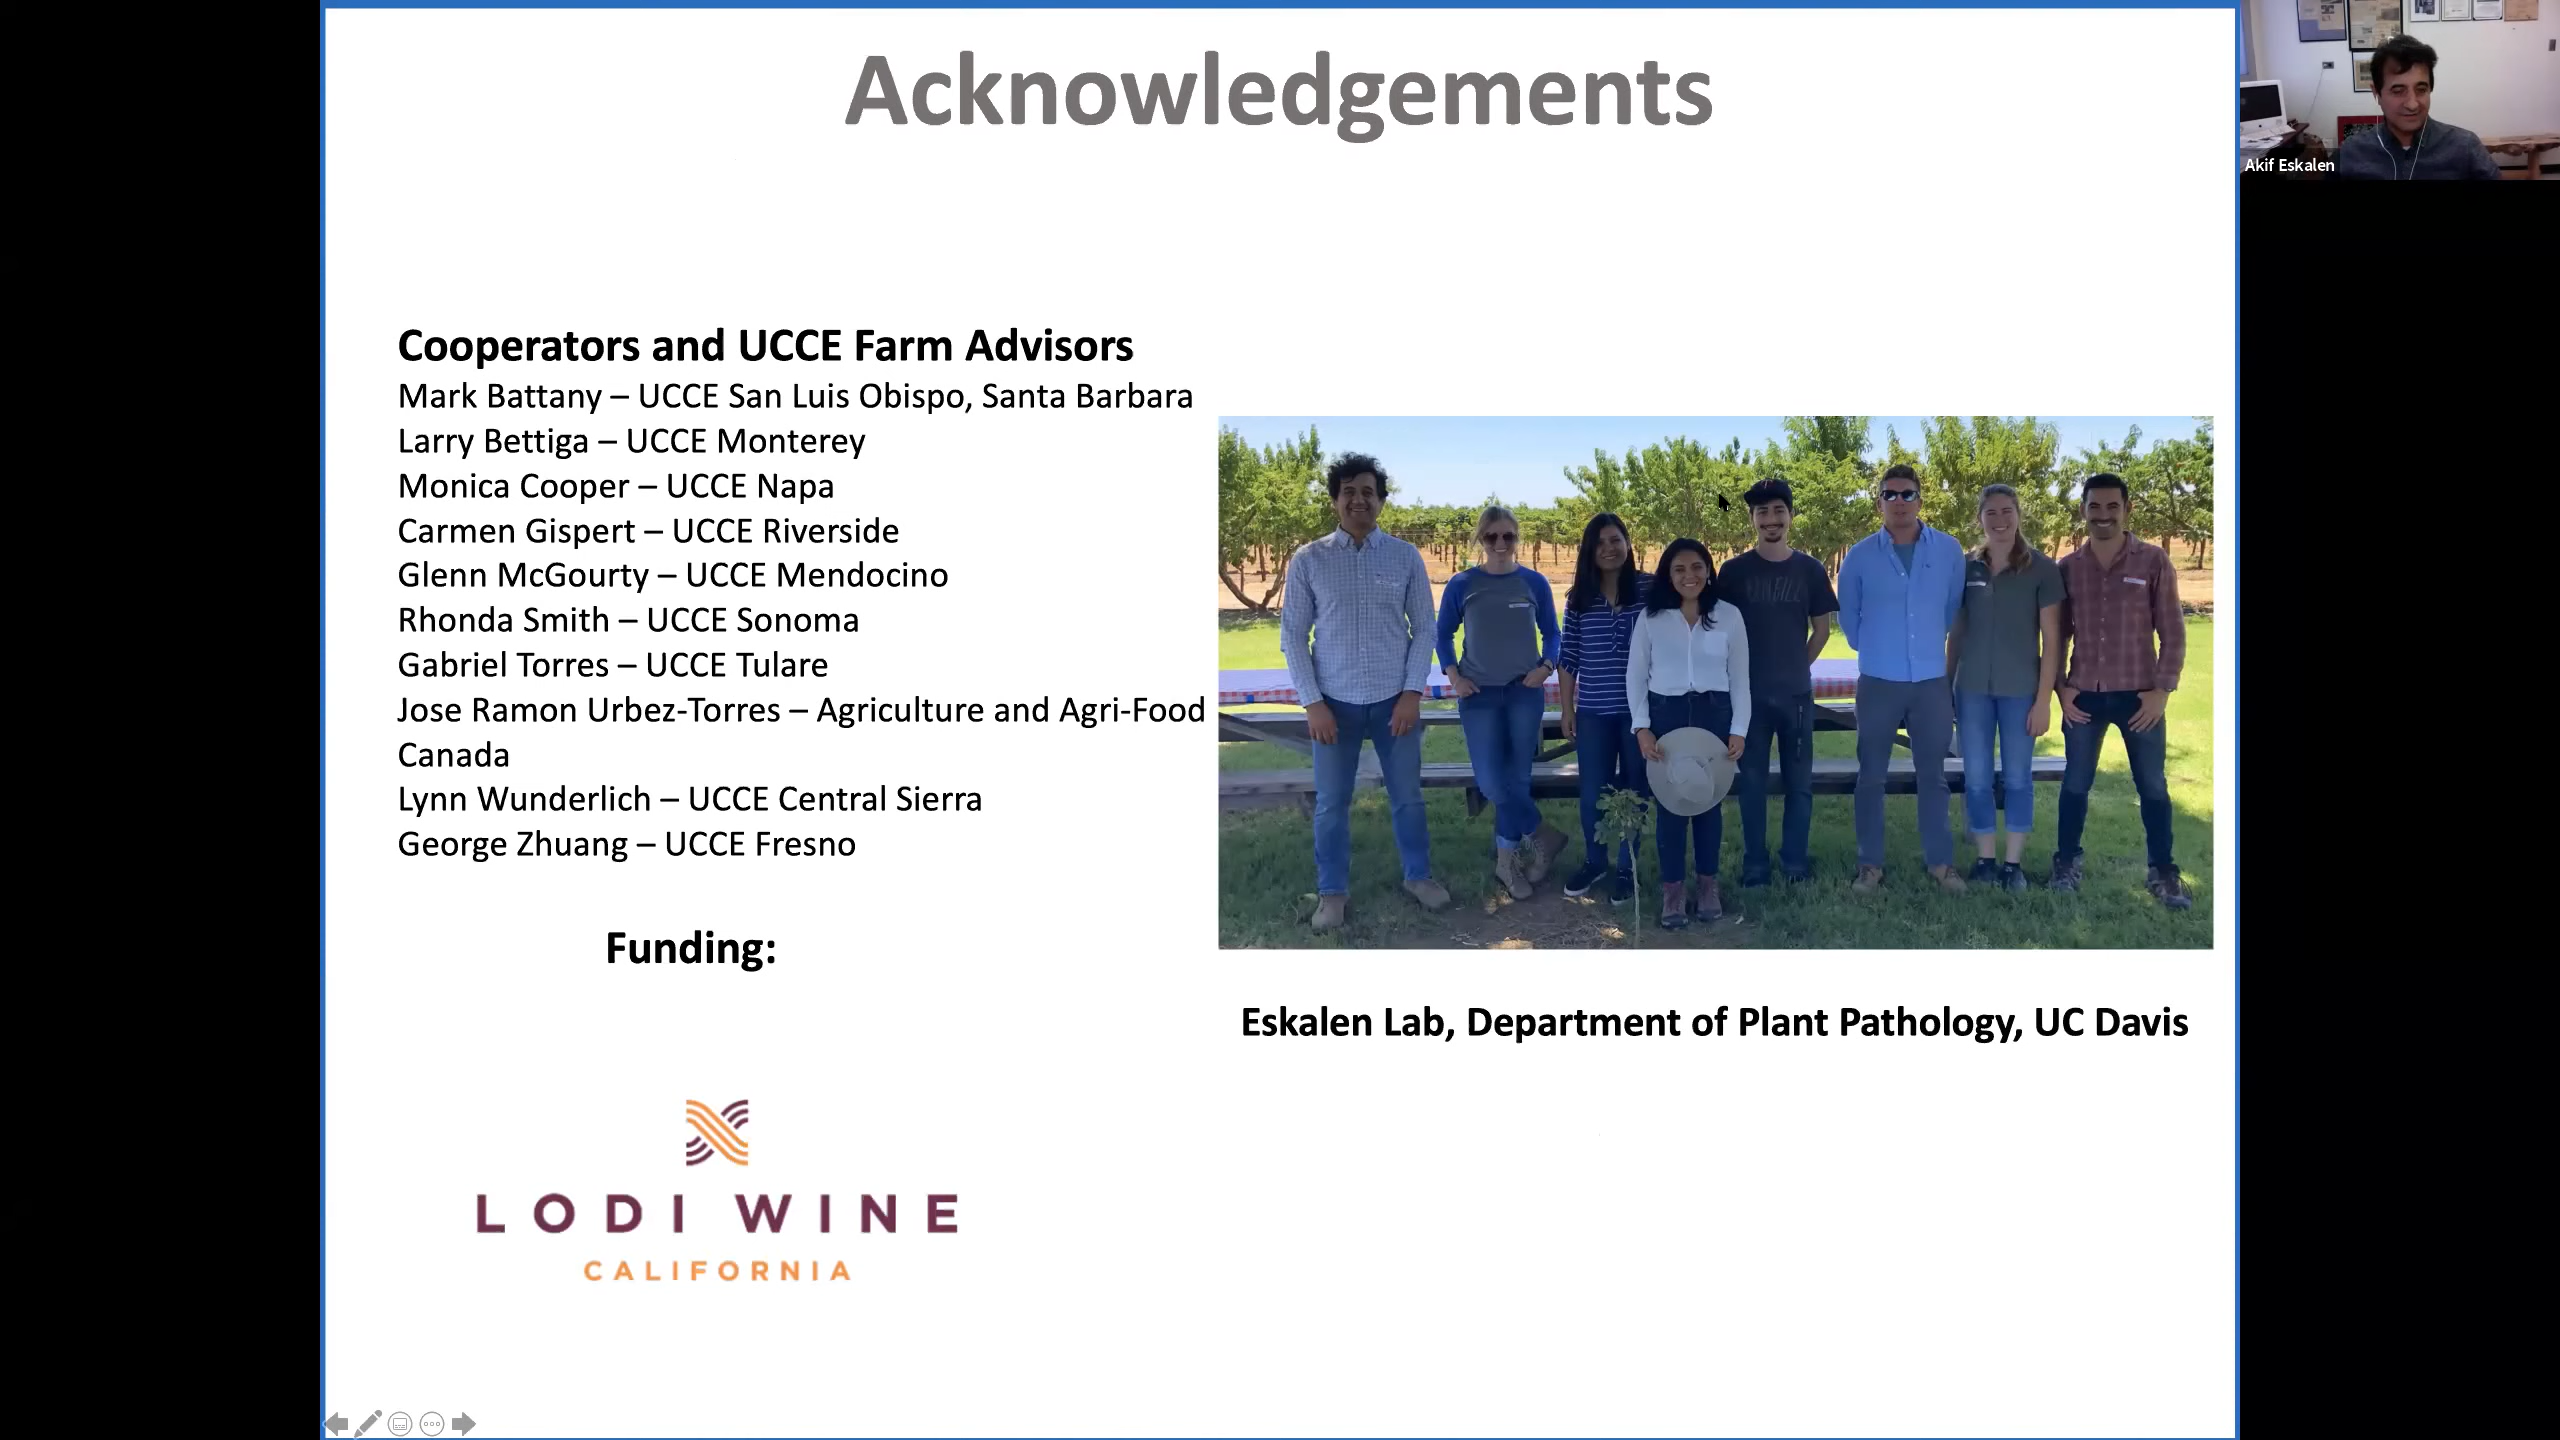 Acknowledgements
Akif Eskalen
Cooperators and UCCE Farm Advisors
Mark Battany – UCCE San Luis Obispo, Santa Barbara
Larry Bettiga – UCCE Monterey
Monica Cooper – UCCE Napa
Carmen Gispert – UCCE Riverside
Glenn McGourty – UCCE Mendocino
Rhonda Smith – UCCE Sonoma
Gabriel Torres – UCCE Tulare
Jose Ramon Urbez-Torres – Agriculture and Agri-Food
Canada
Lynn Wunderlich – UCCE Central Sierra
George Zhuang – UCCE Fresno
Funding:
Eskalen Lab, Department of Plant Pathology, UC Davis
LODI WINE
CALIFORNIA